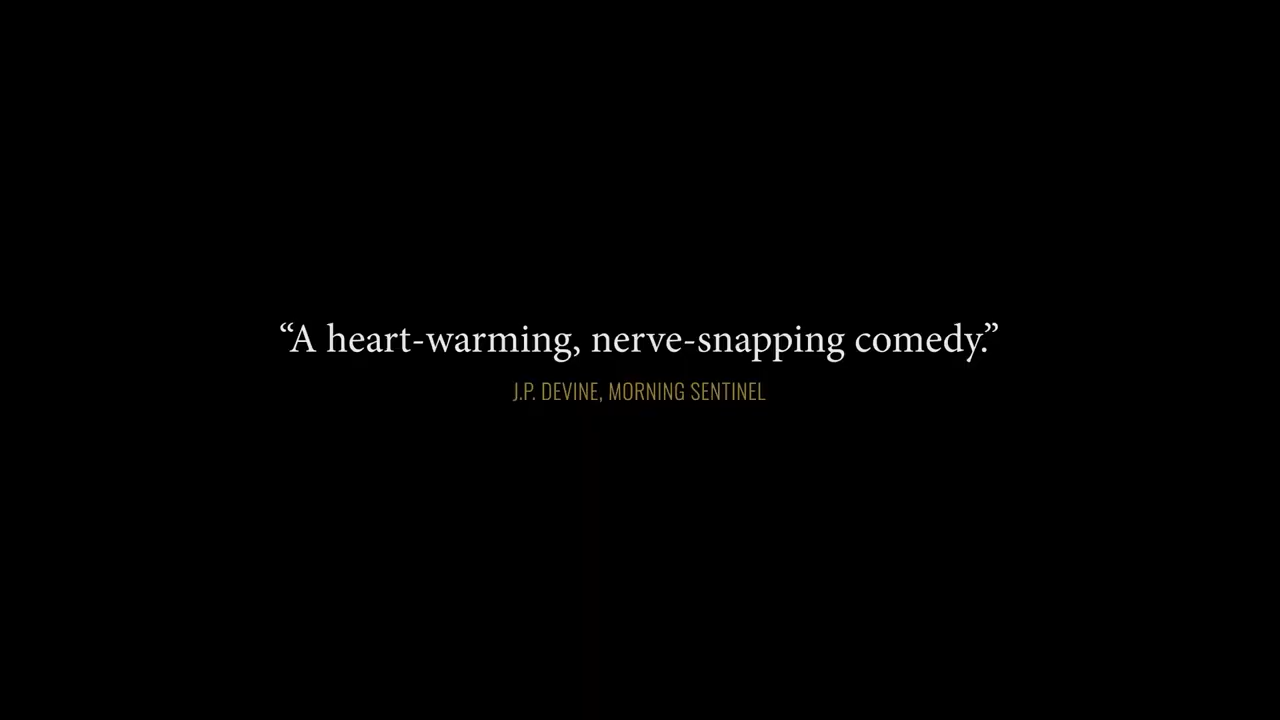 “A heart-warming, nerve-snapping comedy.”
J.P. DEVINE, MORNING SENTINEL